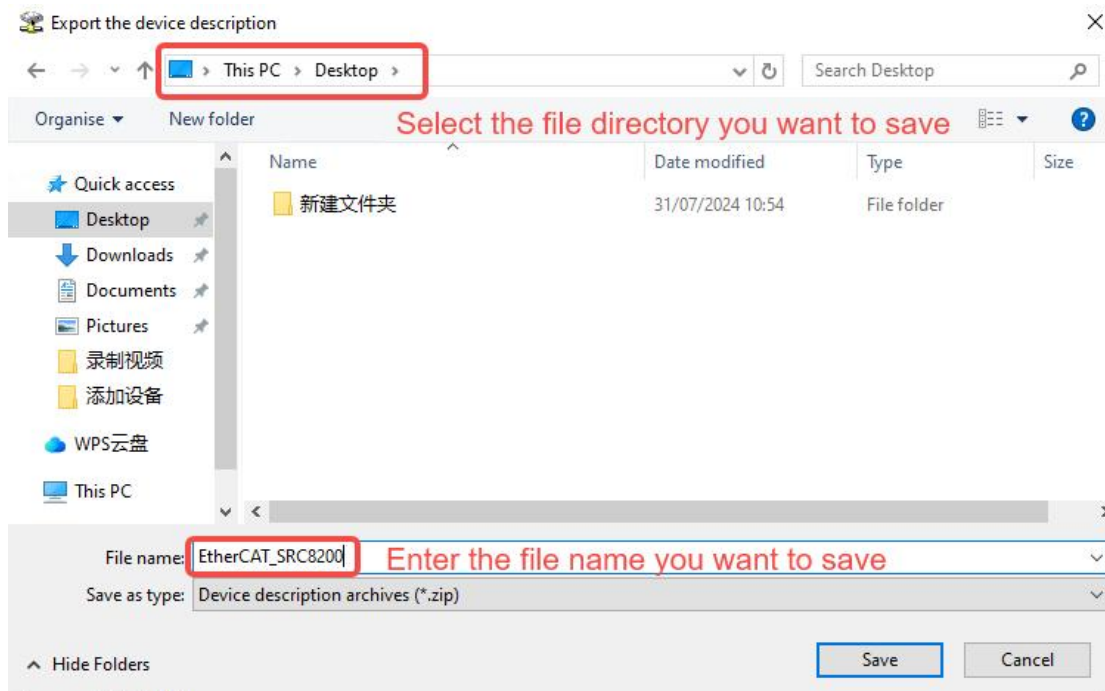 Export the device description
This PC > Desktop >
Search Desktop
Organise
New folder
Select the file directory you want to save
Name
Date modified
Type
Size
Quick access
Desktop
Downloads
Documents
Pictures
录制视频
添加设备
WPS云盘
This PC
新建文件夹
31/07/2024 10:54
File folder
File name: EtherCAT_SRC8200
Enter the file name you want to save
Save as type: Device description archives (*.zip)
Hide Folders
Save
Cancel